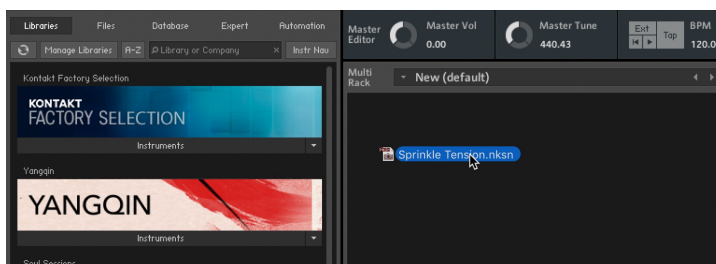 Libraries Files Database Expert Automation
Manage Libraries A-Z Library or Company × Instr Nav
Kontakt Factory Selection
KONTAKT
FACTORY SELECTION
Instruments
Yangqin
YANGQIN
Instruments
Soul Sessions
Master Editor
Master Vol
0.00
Master Tune
440.43
Ext
Tap
BPM
120.0
Multi Rack
New (default)
Sprinkle Tension.nksn